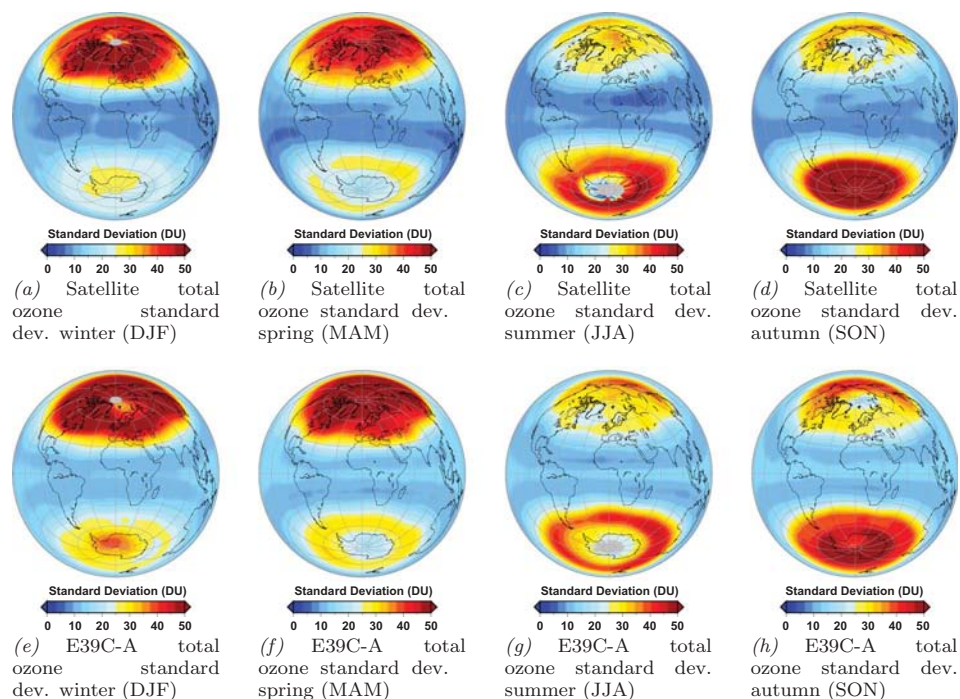 Standard Deviation (DU)
0 10 20 30 40 50
(a) Satellite total
ozone standard
dev. winter (DJF)
Standard Deviation (DU)
0 10 20 30 40 50
(b) Satellite total
ozone standard dev.
spring (MAM)
Standard Deviation (DU)
0 10 20 30 40 50
(c) Satellite total
ozone standard dev.
summer (JJA)
Standard Deviation (DU)
0 10 20 30 40 50
(d) Satellite total
ozone standard dev.
autumn (SON)
Standard Deviation (DU)
0 10 20 30 40 50
(e) E39C-A total
ozone standard
dev. winter (DJF)
Standard Deviation (DU)
0 10 20 30 40 50
(f) E39C-A total
ozone standard dev.
spring (MAM)
Standard Deviation (DU)
0 10 20 30 40 50
(g) E39C-A total
ozone standard dev.
summer (JJA)
Standard Deviation (DU)
0 10 20 30 40 50
(h) E39C-A total
ozone standard dev.
autumn (SON)